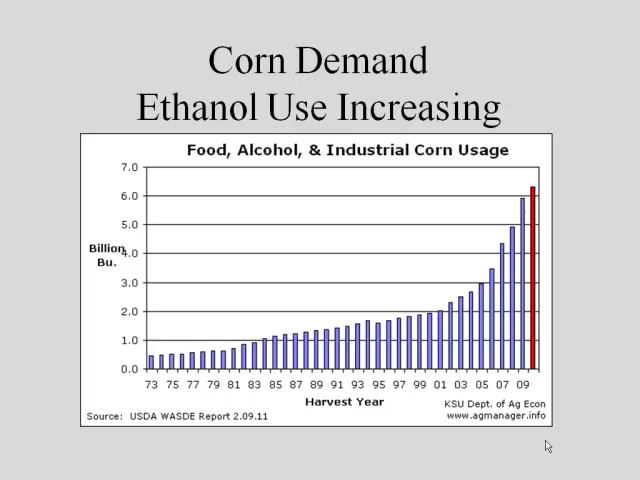 Corn Demand
Ethanol Use Increasing
Food, Alcohol, & Industrial Corn Usage
7.0
6.0
5.0
Billion
Bu.
4.0
3.0
2.0
1.0
0.0
73 75 77 79 81 83 85 87 89 91 93 95 97 99 01 03 05 07 09
Harvest Year
KSU Dept. of Ag Econ
Source: USDA WASDE Report 2.09.11
www.agmanager.info